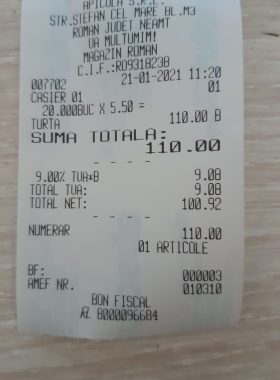 APICOLA S.R.L.
STR.STEFAN CEL MARE BL.M3
ROMAN JUDET NEAMT
VA MULTUMIM!
MAGAZIN ROMAN
C.I.F.:RO9318238
007702 21-01-2021 11:20
CASIER 01 01
20.000BUC X 5.50 =
TURTA 110.00 B
SUMA TOTALA:
110.00
- - - -
9.00% TVA*B 9.08
TOTAL TVA: 9.08
TOTAL NET: 100.92
- - - -
NUMERAR 110.00
01 ARTICOLE
- - - -
BF: 000003
AMEF NR. 010310
BON FISCAL
8000096684